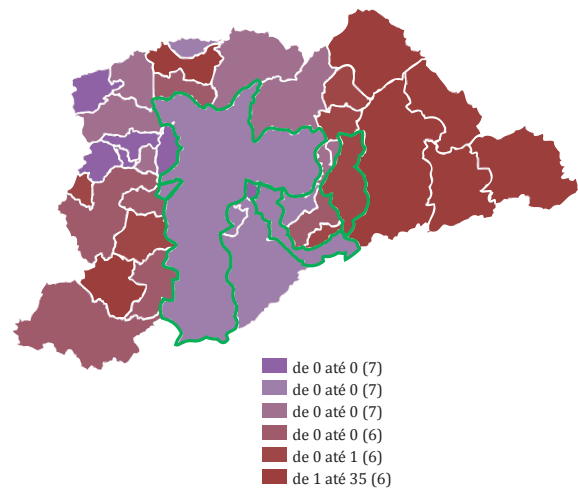 de 0 até 0 (7)
de 0 até 0 (7)
de 0 até 0 (7)
de 0 até 0 (6)
de 0 até 1 (6)
de 1 até 35 (6)